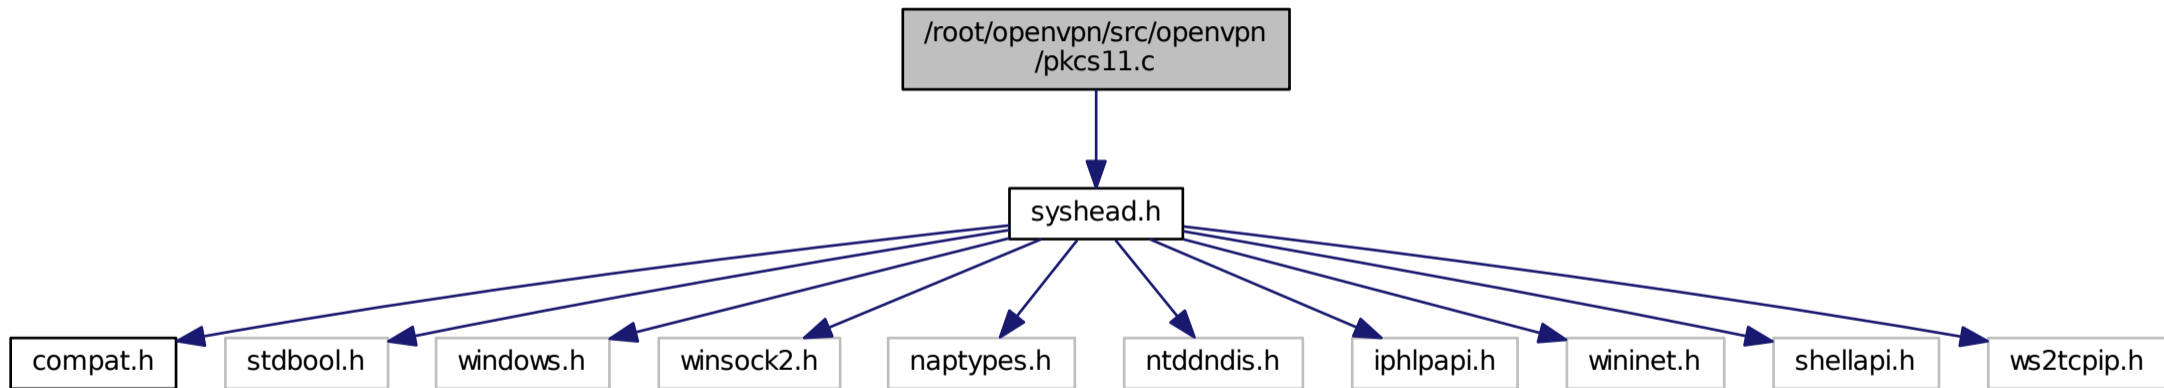 /root/openvpn/src/openvpn
/pkcs11.c
syshead.h
compat.h
stdbool.h
windows.h
winsock2.h
naptypes.h
ntddndis.h
iphlpapi.h
wininet.h
shellapi.h
ws2tcpip.h